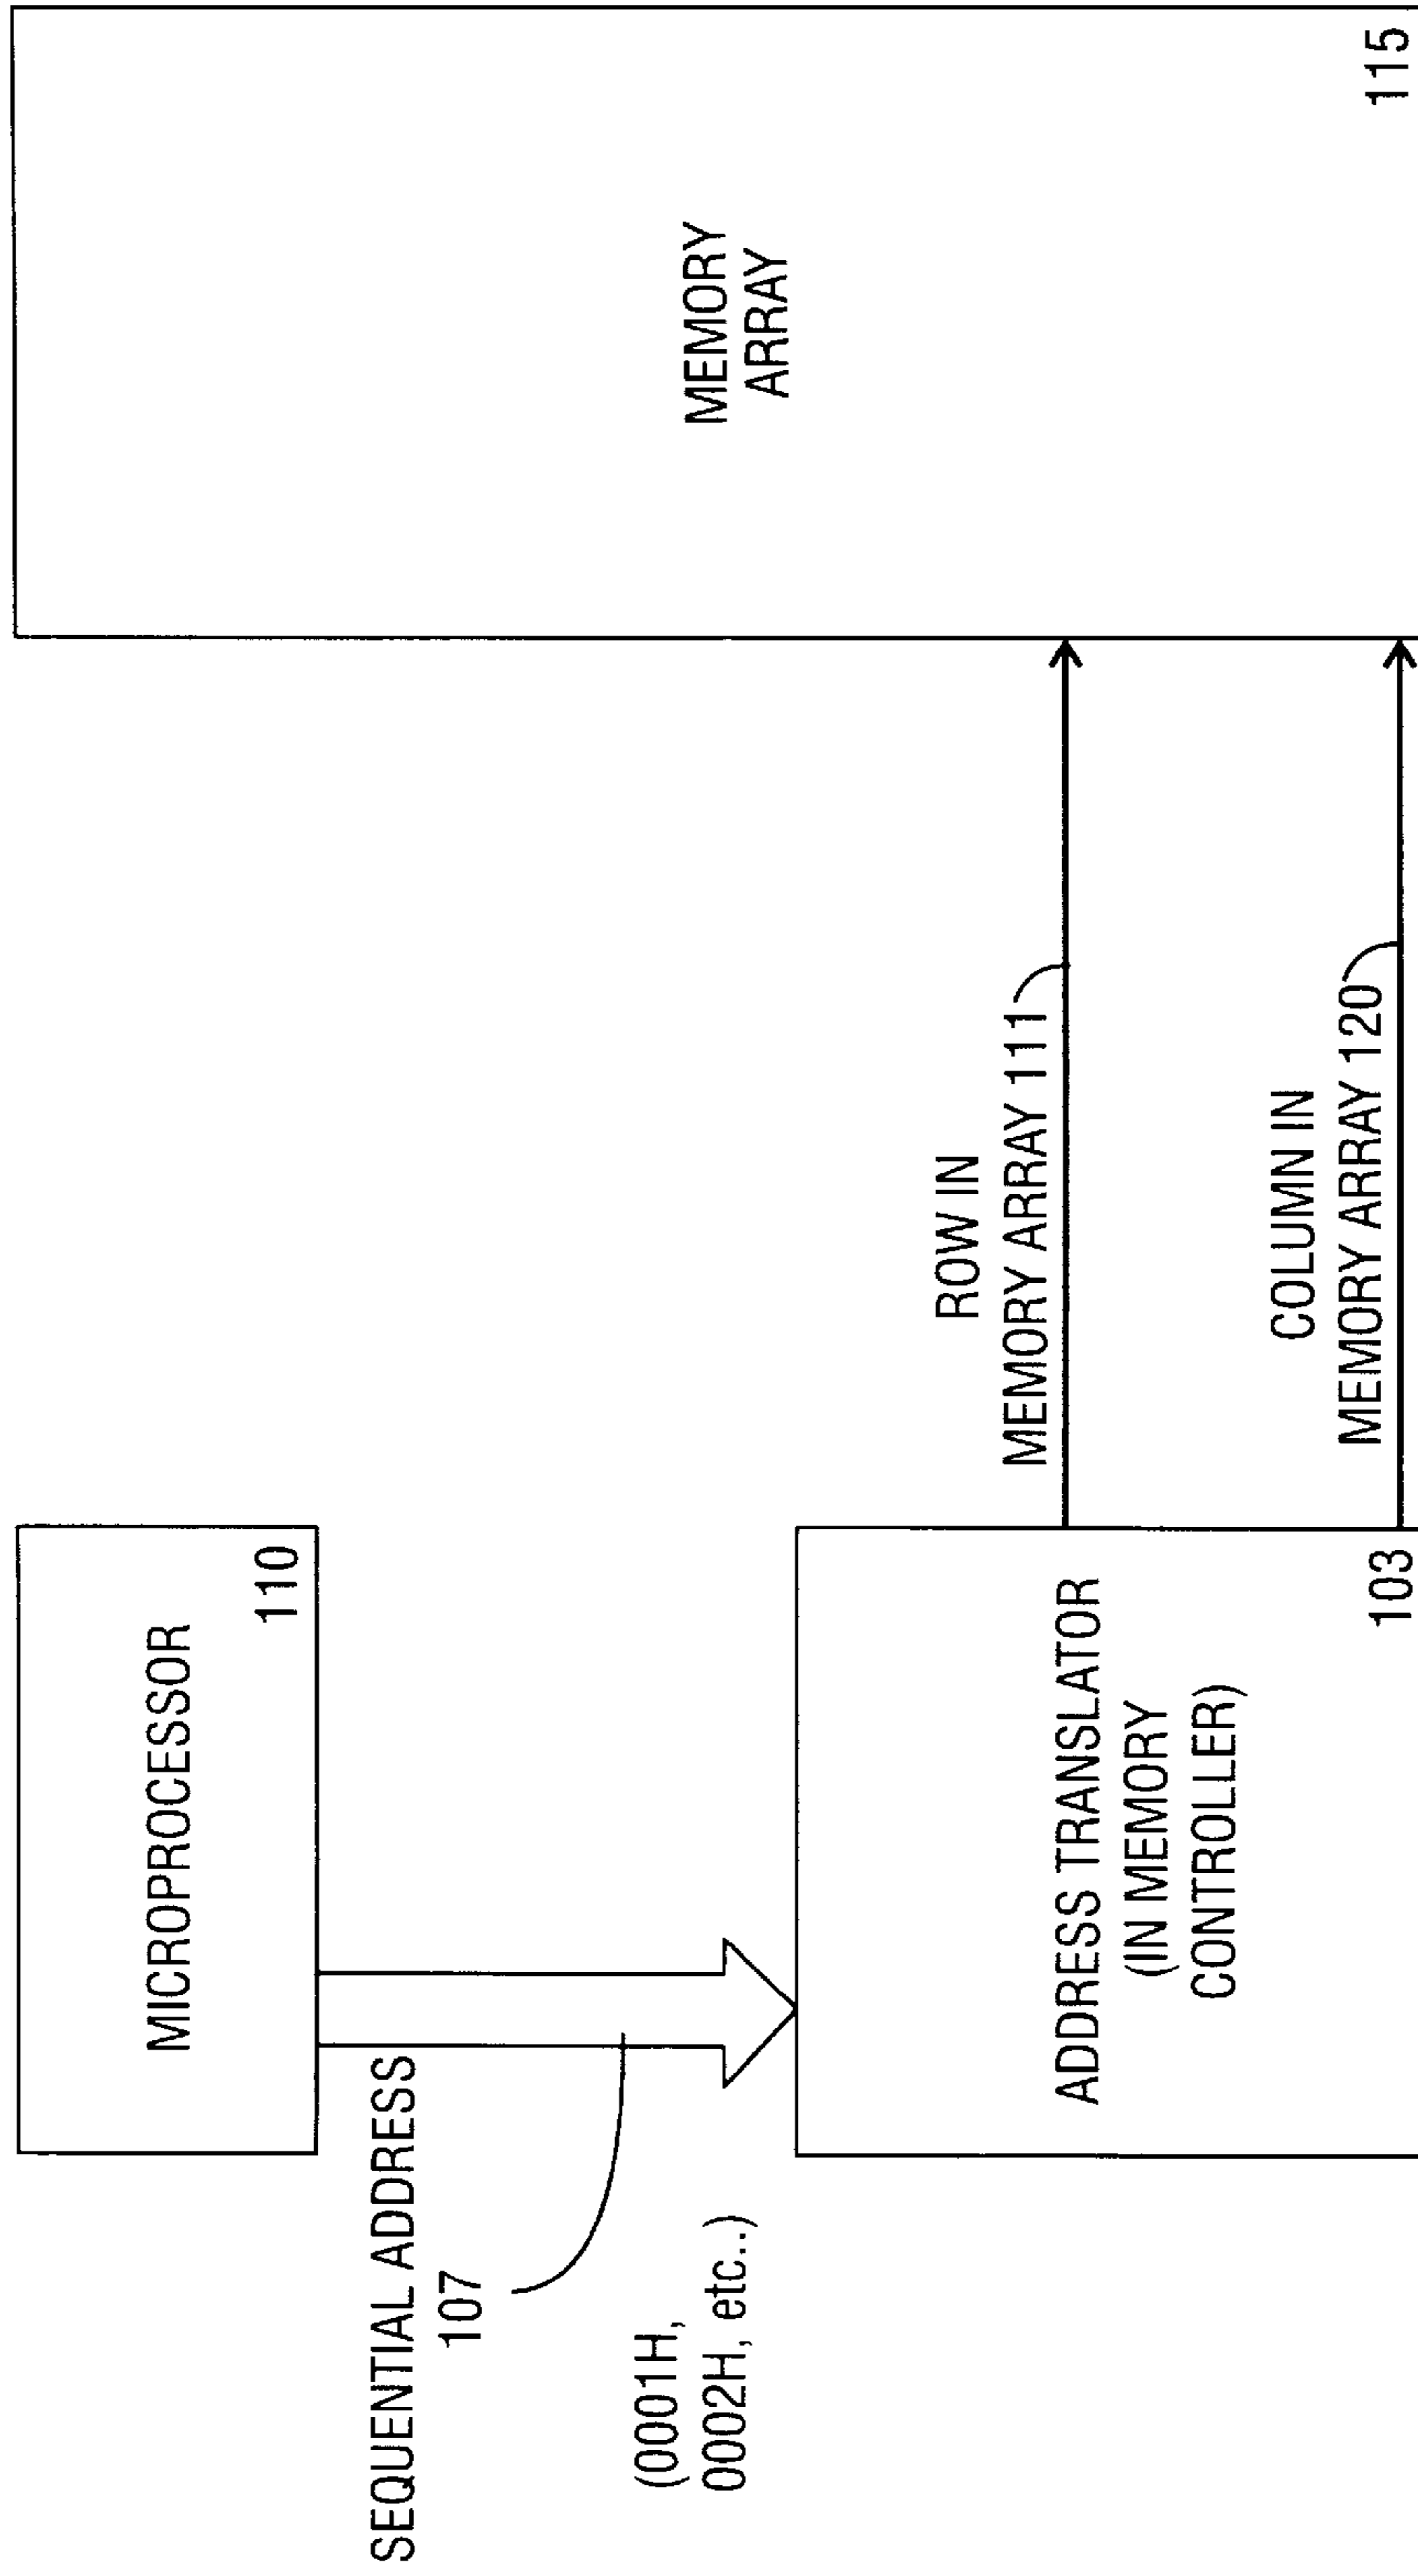 MICROPROCESSOR
110
SEQUENTIAL ADDRESS
107
(0001H,
0002H, etc..)
ADDRESS TRANSLATOR
(IN MEMORY
CONTROLLER)
103
ROW IN
MEMORY ARRAY 111
COLUMN IN
MEMORY ARRAY 120
MEMORY
ARRAY
115